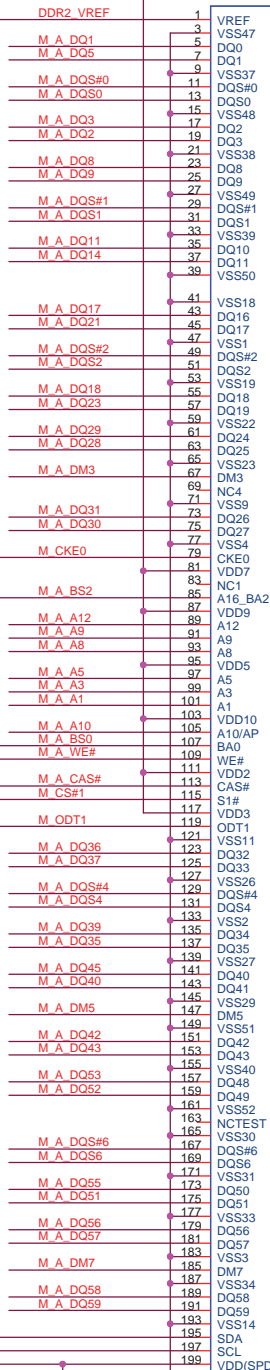 DDR2_VREF 1 VREF
3 VSS47
M_A_DQ1 5 DQ0
M_A_DQ5 7 DQ1
9 VSS37
M_A_DQS#0 11 DQS#0
M_A_DQS0 13 DQS0
15 VSS48
M_A_DQ3 17 DQ2
M_A_DQ2 19 DQ3
21 VSS38
M_A_DQ8 23 DQ8
M_A_DQ9 25 DQ9
27 VSS49
M_A_DQS#1 29 DQS#1
M_A_DQS1 31 DQS1
33 VSS39
M_A_DQ11 35 DQ10
M_A_DQ14 37 DQ11
39 VSS50
41 VSS18
M_A_DQ17 43 DQ16
M_A_DQ21 45 DQ17
47 VSS1
M_A_DQS#2 49 DQS#2
M_A_DQS2 51 DQS2
53 VSS19
M_A_DQ18 55 DQ18
M_A_DQ23 57 DQ19
59 VSS22
M_A_DQ29 61 DQ24
M_A_DQ28 63 DQ25
65 VSS23
M_A_DM3 67 DM3
69 NC4
71 VSS9
M_A_DQ31 73 DQ26
M_A_DQ30 75 DQ27
77 VSS4
M_CKE0 79 CKE0
81 VDD7
83 NC1
M_A_BS2 85 A16_BA2
87 VDD9
M_A_A12 89 A12
M_A_A9 91 A9
M_A_A8 93 A8
95 VDD5
M_A_A5 97 A5
M_A_A3 99 A3
M_A_A1 101 A1
103 VDD10
M_A_A10 105 A10/AP
M_A_BS0 107 BA0
M_A_WE# 109 WE#
111 VDD2
M_A_CAS# 113 CAS#
M_CS#1 115 S1#
117 VDD3
M_ODT1 119 ODT1
121 VSS11
M_A_DQ36 123 DQ32
M_A_DQ37 125 DQ33
127 VSS26
M_A_DQS#4 129 DQS#4
M_A_DQS4 131 DQS4
133 VSS2
M_A_DQ39 135 DQ34
M_A_DQ35 137 DQ35
139 VSS27
M_A_DQ45 141 DQ40
M_A_DQ40 143 DQ41
145 VSS29
M_A_DM5 147 DM5
149 VSS51
M_A_DQ42 151 DQ42
M_A_DQ43 153 DQ43
155 VSS40
M_A_DQ53 157 DQ48
M_A_DQ52 159 DQ49
161 VSS52
163 NCTEST
165 VSS30
M_A_DQS#6 167 DQS#6
M_A_DQS6 169 DQS6
171 VSS31
M_A_DQ55 173 DQ50
M_A_DQ51 175 DQ51
177 VSS33
M_A_DQ56 179 DQ56
M_A_DQ57 181 DQ57
183 VSS3
M_A_DM7 185 DM7
187 VSS34
M_A_DQ58 189 DQ58
M_A_DQ59 191 DQ59
193 VSS14
195 SDA
197 SCL
199 VDD(SPD